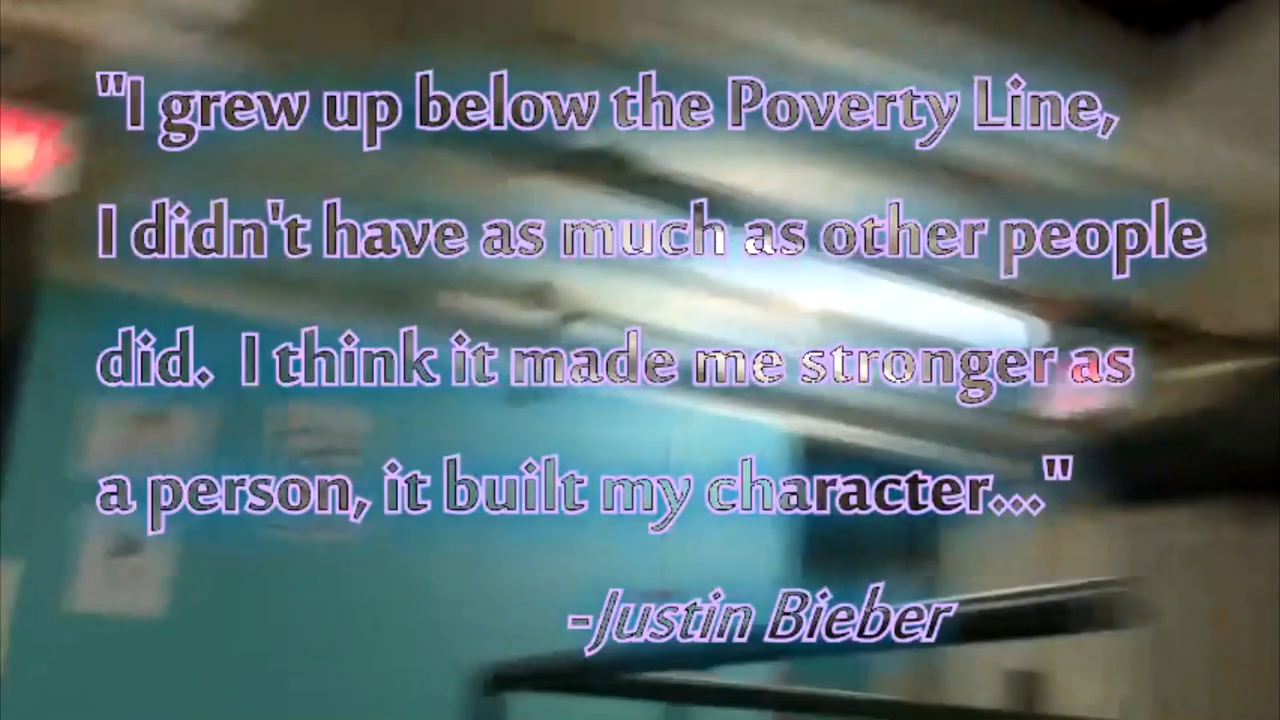 "I grew up below the Poverty Line,
I didn't have as much as other people
did.  I think it made me stronger as
a person, it built my character..."
-Justin Bieber